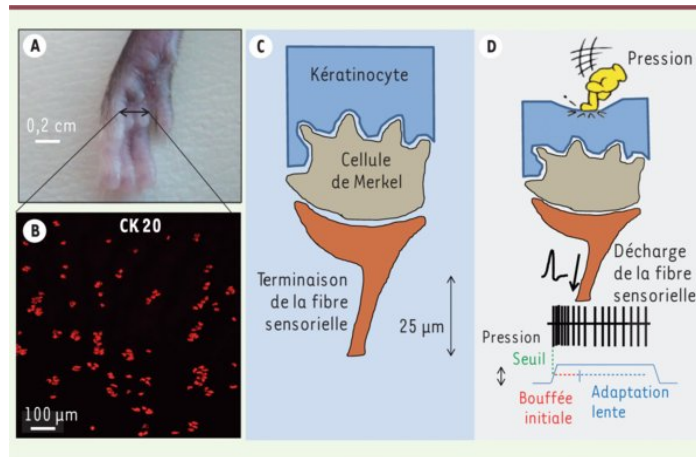 A
0,2 cm
B
CK 20
100 µm
C
Kératinocyte
Cellule
de Merkel
Terminaison
de la fibre
sensorielle
25 µm
D
Pression
Décharge
de la fibre
sensorielle
Pression
Seuil
Bouffée
initiale
Adaptation
lente